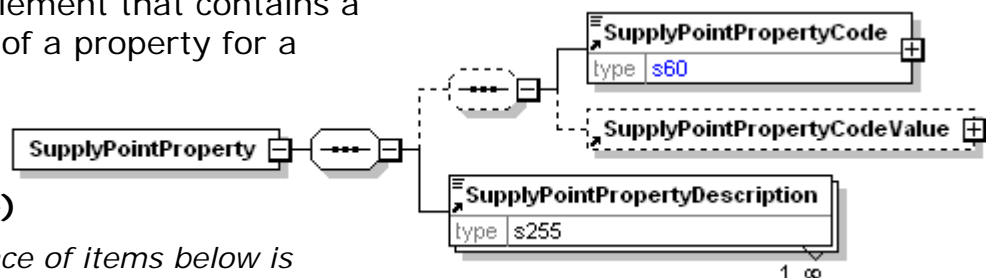 lement that contains a
of a property for a
SupplyPointPropertyCode
type s60
SupplyPointPropertyCodeValue
SupplyPointProperty
SupplyPointPropertyDescription
type s255
1..∞
)
ce of items below is